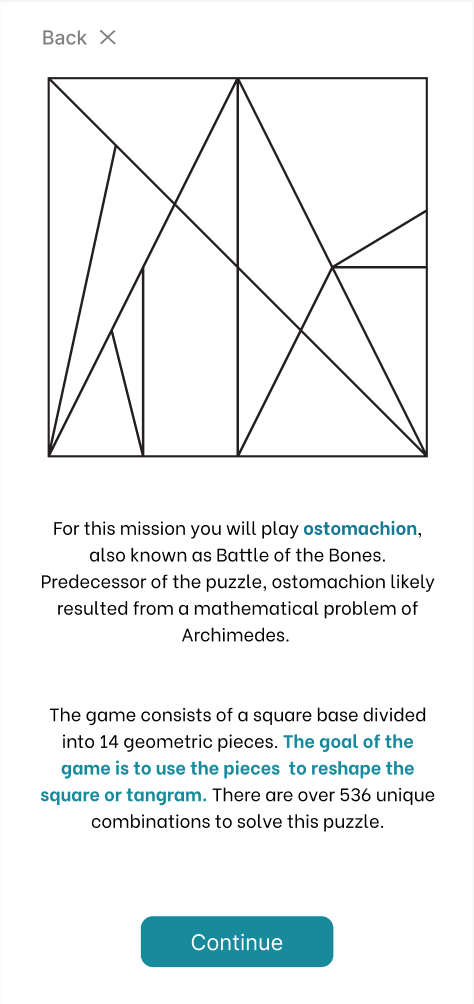 Back
For this mission you will play ostomachion,
also known as Battle of the Bones.
Predecessor of the puzzle, ostomachion likely
resulted from a mathematical problem of
Archimedes.
The game consists of a square base divided
into 14 geometric pieces. The goal of the
game is to use the pieces  to reshape the
square or tangram. There are over 536 unique
combinations to solve this puzzle.
Continue